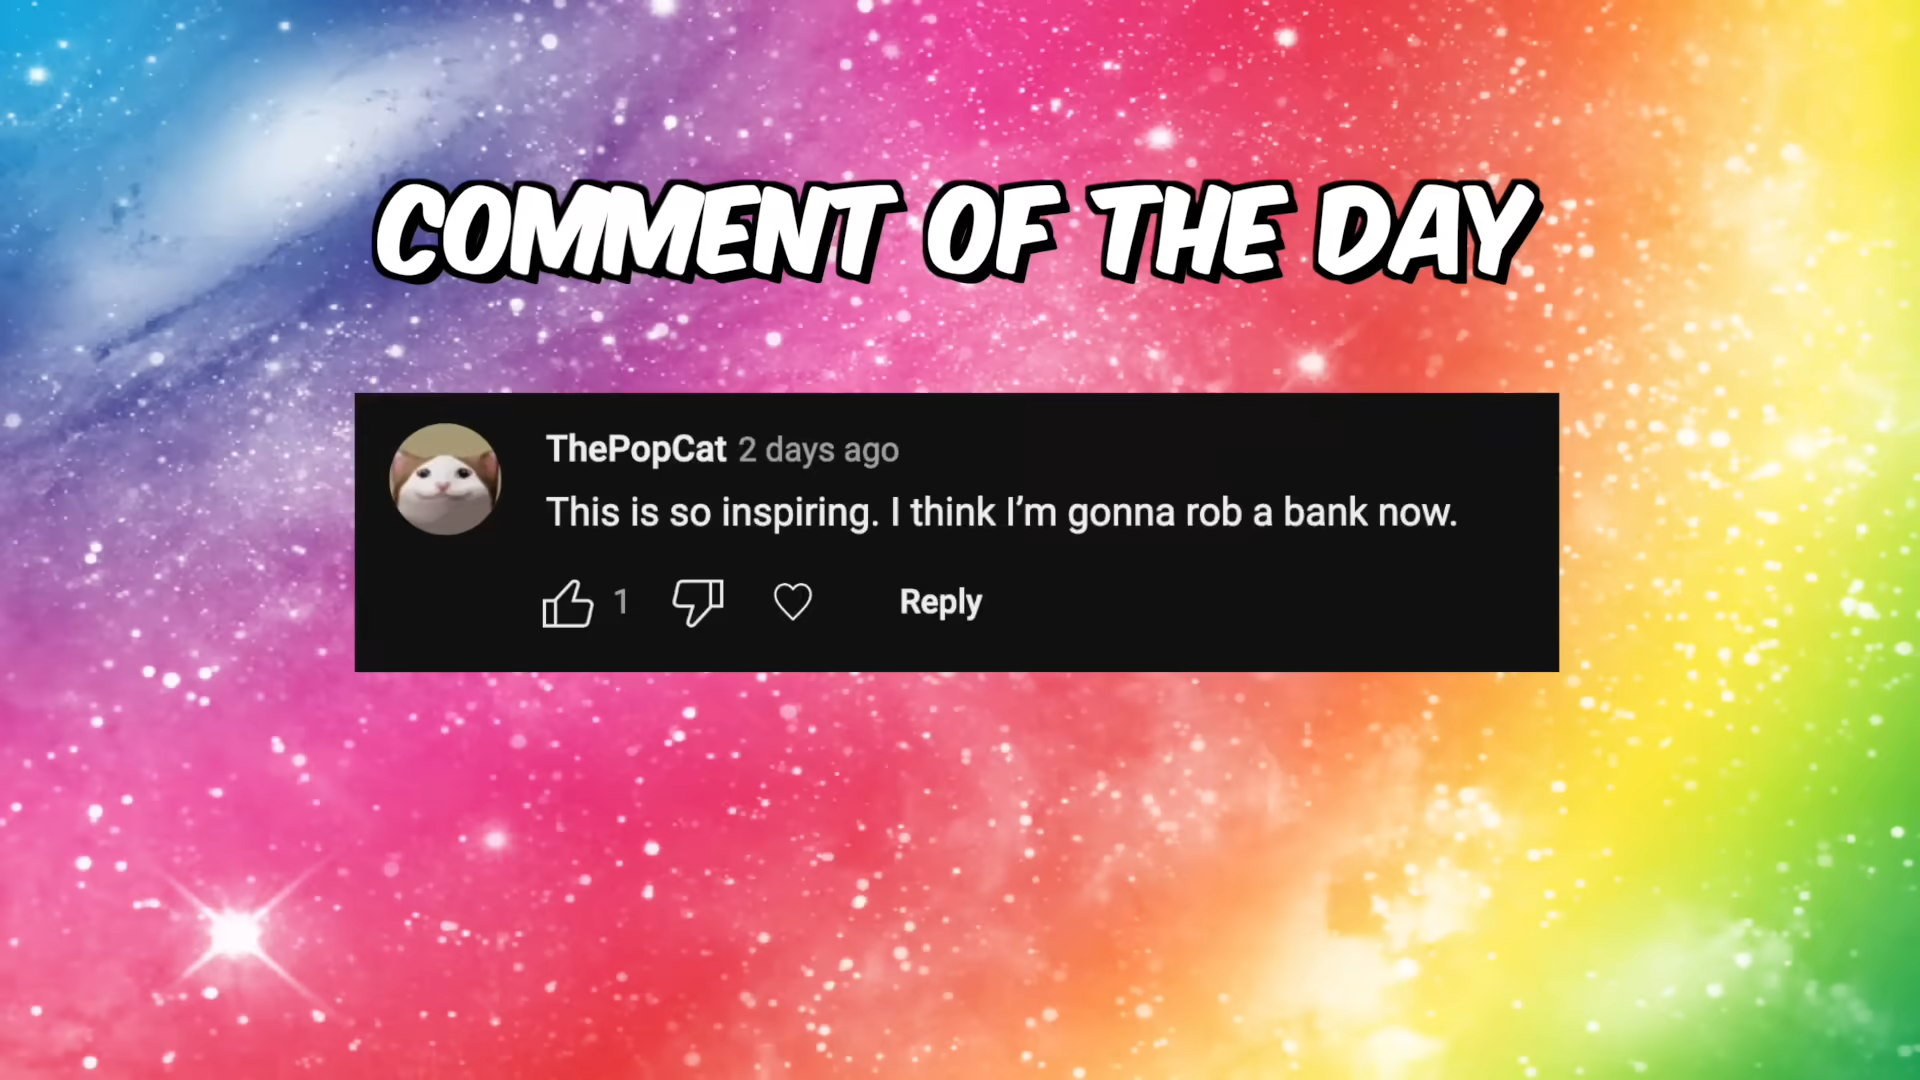 COMMENT OF THE DAY
ThePopCat 2 days ago
This is so inspiring. I think I’m gonna rob a bank now.
1 Reply